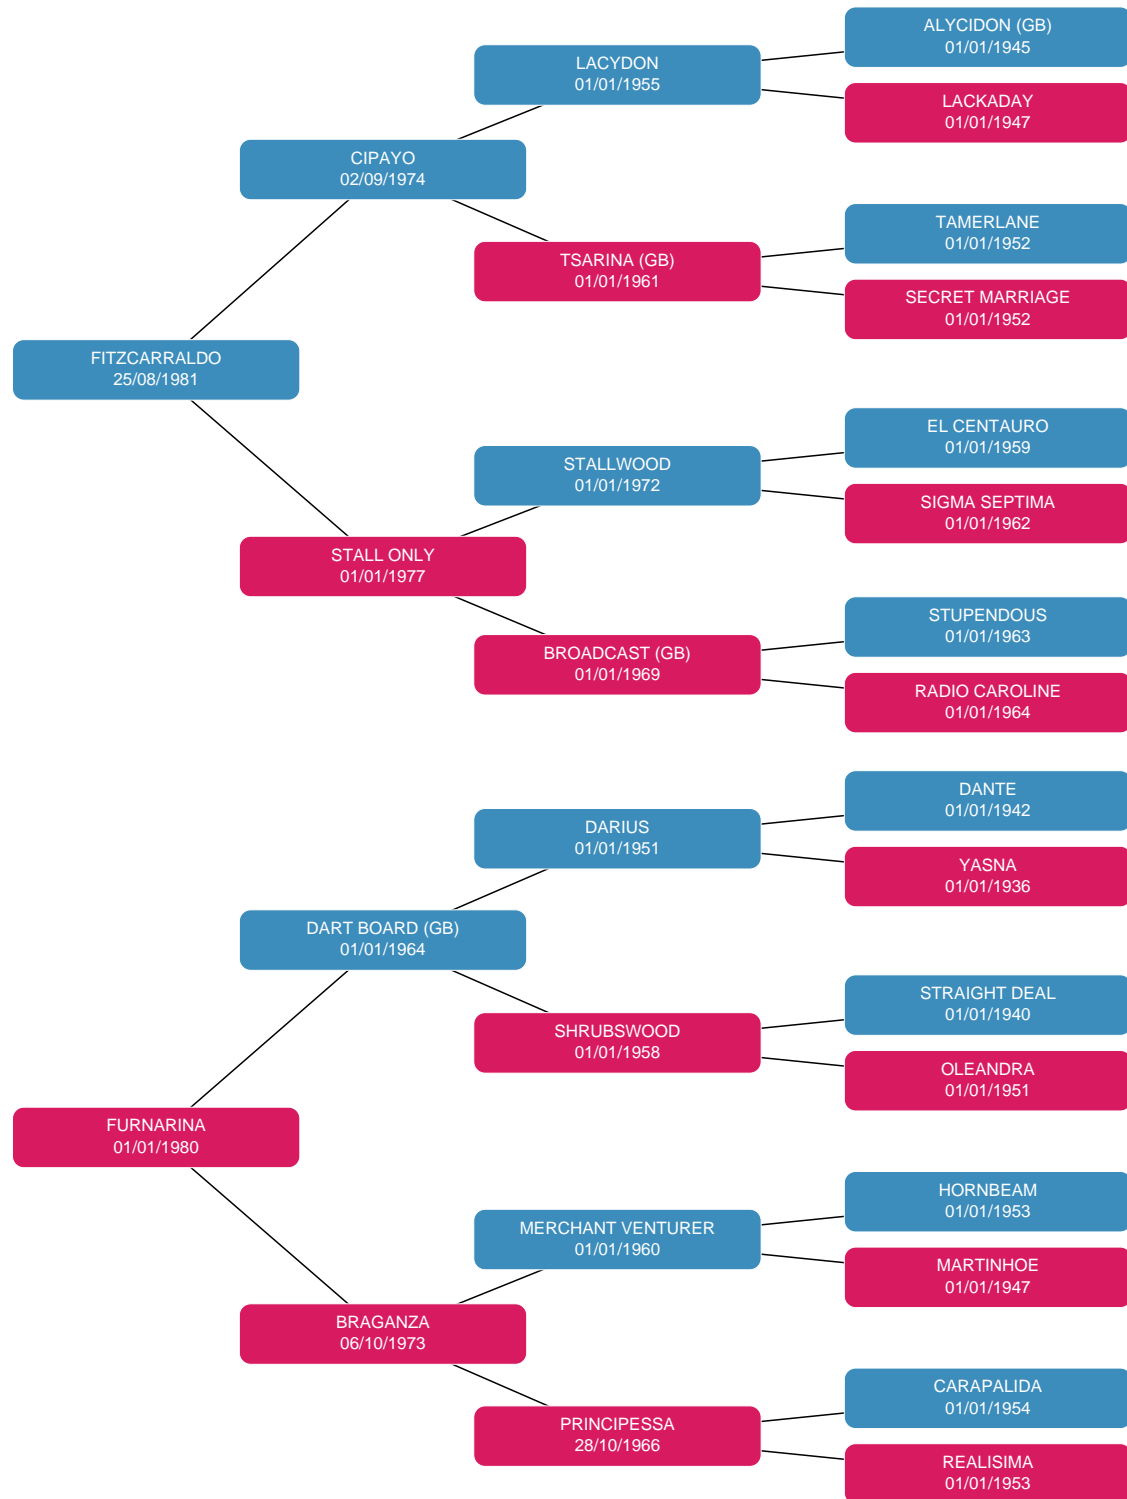 ALYCIDON (GB)
01/01/1945
LACYDON
01/01/1955
LACKADAY
01/01/1947
CIPAYO
02/09/1974
TAMERLANE
01/01/1952
TSARINA (GB)
01/01/1961
SECRET MARRIAGE
01/01/1952
FITZCARRALDO
25/08/1981
EL CENTAURO
01/01/1959
STALLWOOD
01/01/1972
SIGMA SEPTIMA
01/01/1962
STALL ONLY
01/01/1977
STUPENDOUS
01/01/1963
BROADCAST (GB)
01/01/1969
RADIO CAROLINE
01/01/1964
DANTE
01/01/1942
DARIUS
01/01/1951
YASNA
01/01/1936
DART BOARD (GB)
01/01/1964
STRAIGHT DEAL
01/01/1940
SHRUBSWOOD
01/01/1958
OLEANDRA
01/01/1951
FURNARINA
01/01/1980
HORNBEAM
01/01/1953
MERCHANT VENTURER
01/01/1960
MARTINHOE
01/01/1947
BRAGANZA
06/10/1973
CARAPALIDA
01/01/1954
PRINCIPESSA
28/10/1966
REALISIMA
01/01/1953